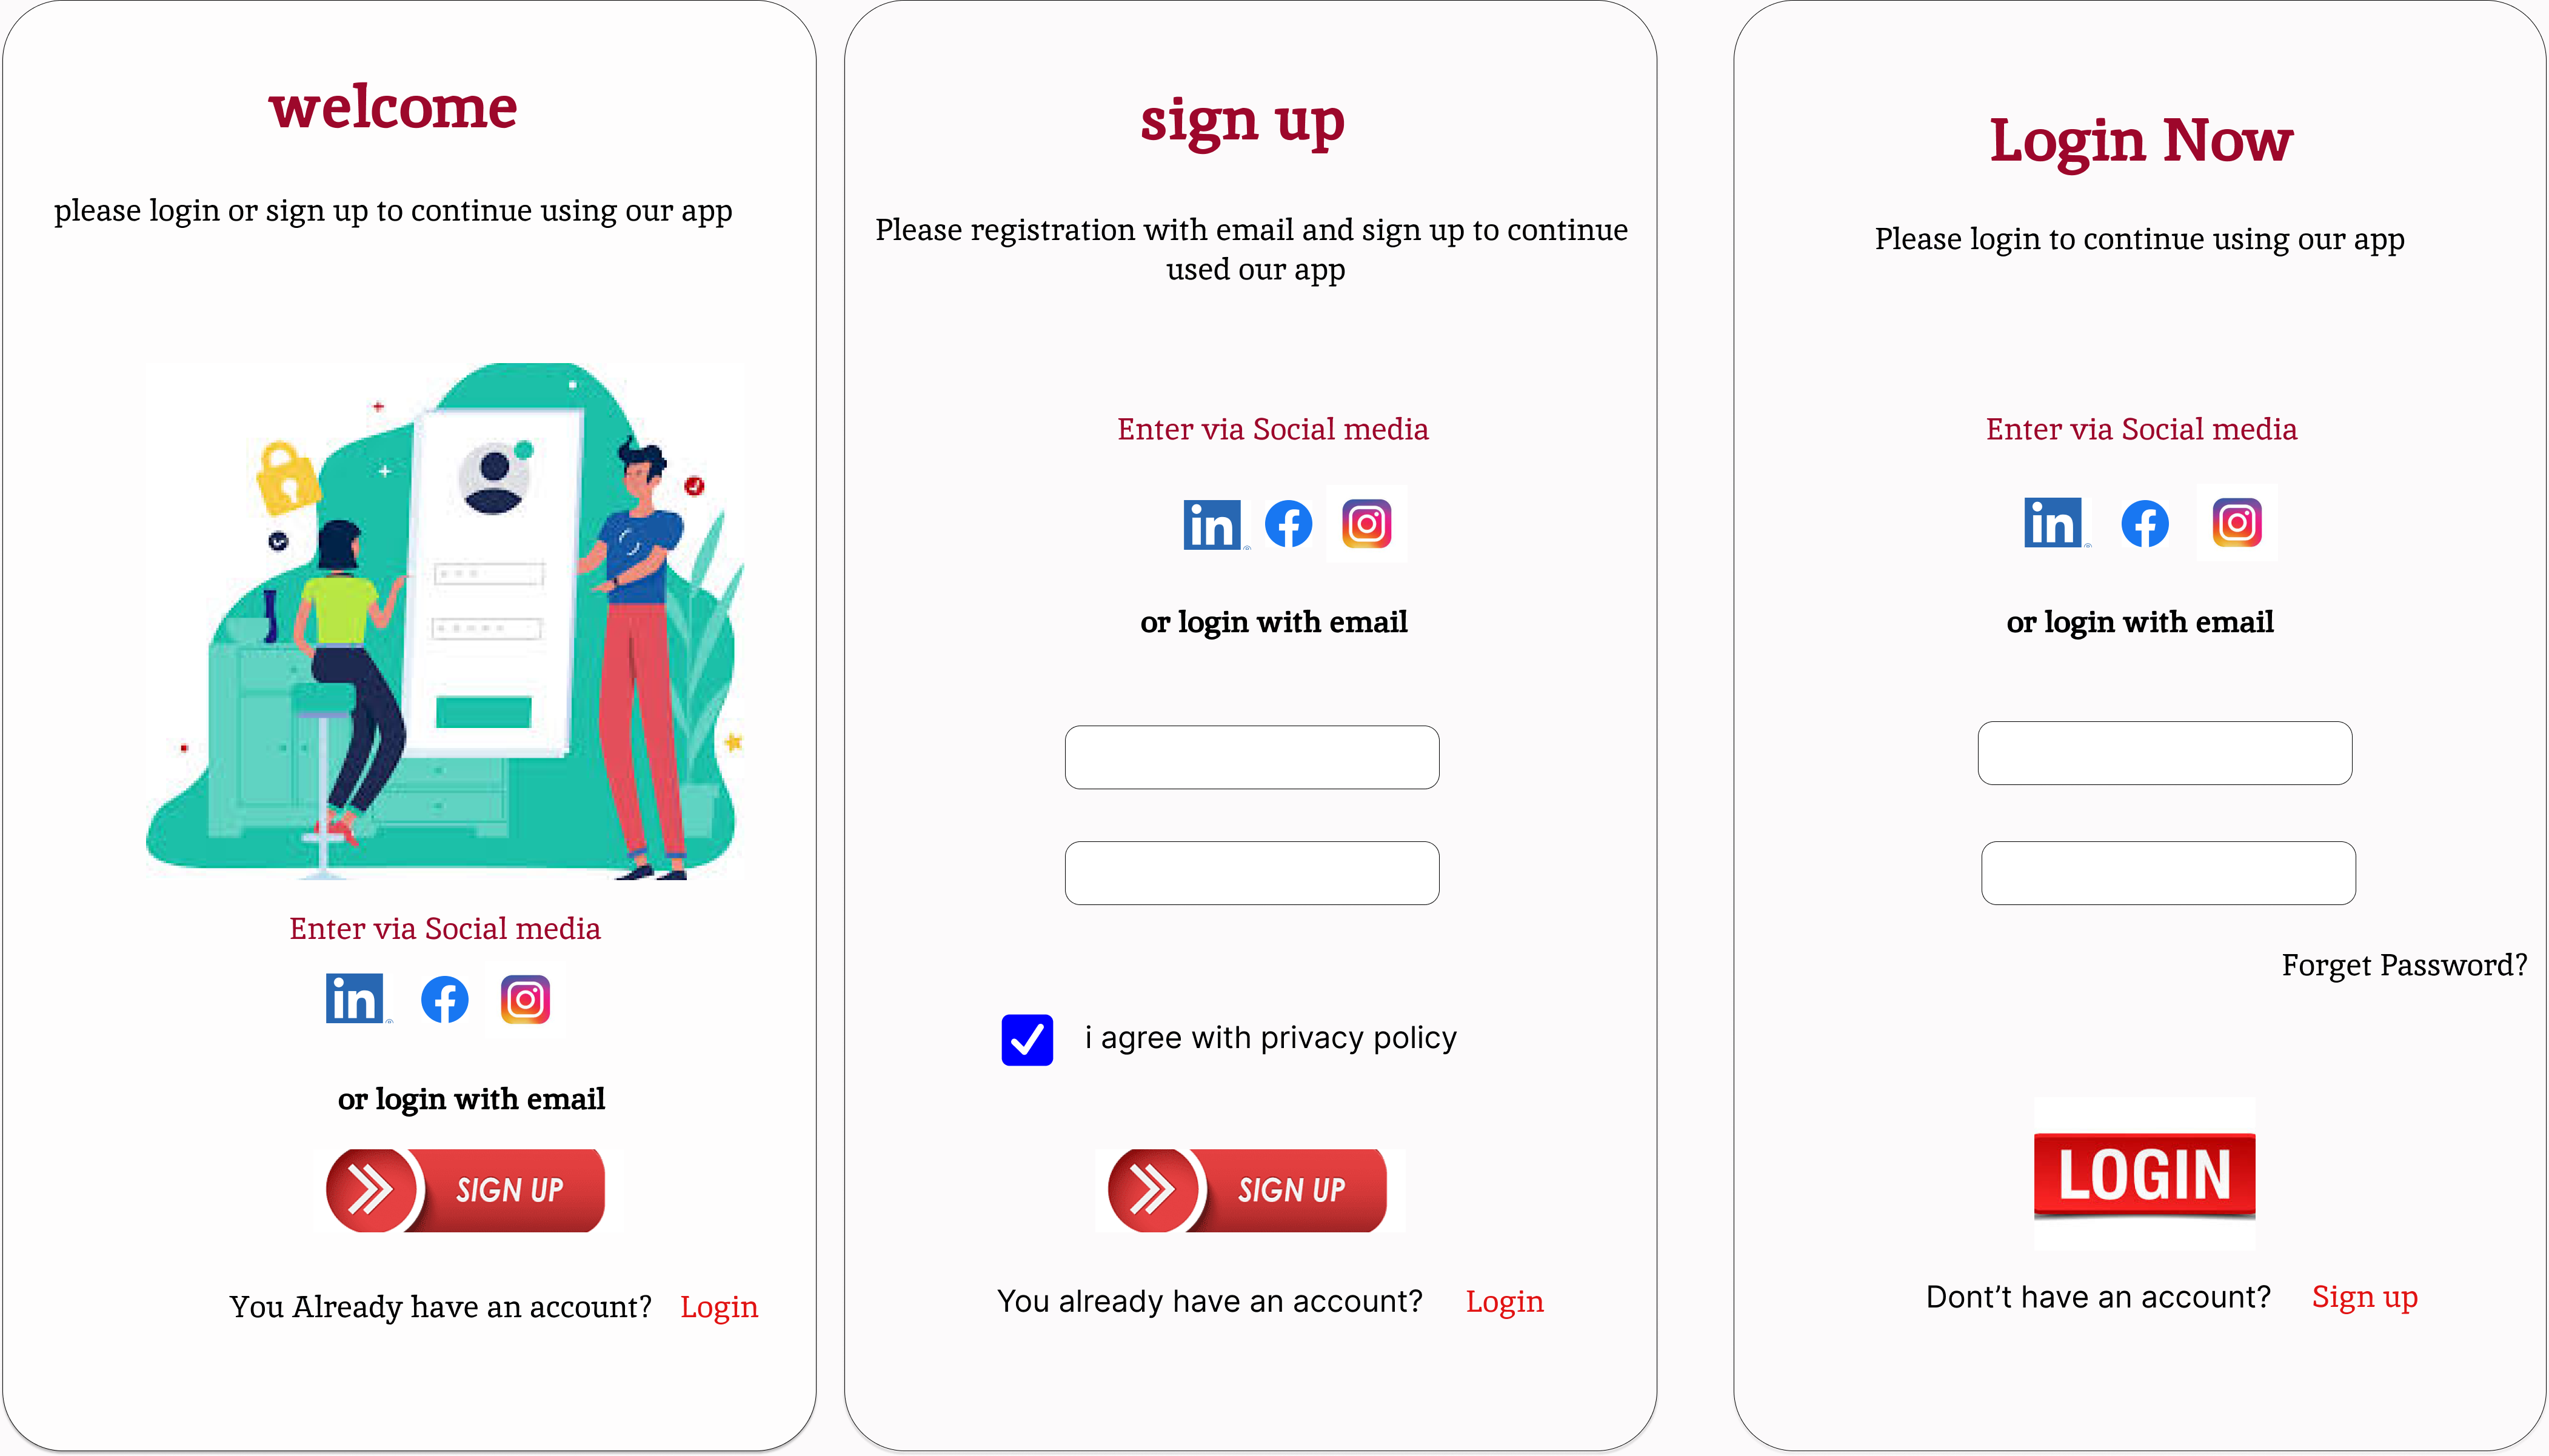 welcome
please login or sign up to continue using our app
Enter via Social media
in
or login with email
SIGN UP
You Already have an account? Login
sign up
Please registration with email and sign up to continue
used our app
Enter via Social media
in
or login with email
i agree with privacy policy
SIGN UP
You already have an account? Login
Login Now
Please login to continue using our app
Enter via Social media
in
or login with email
Forget Password?
LOGIN
Dont’t have an account? Sign up